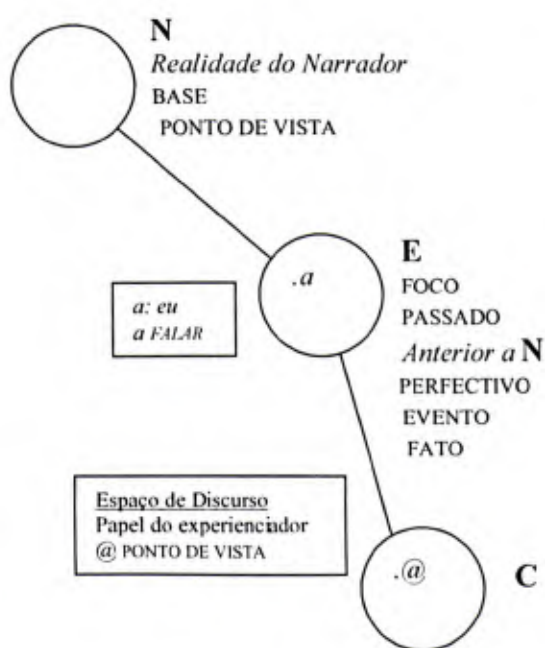 N
Realidade do Narrador
BASE
PONTO DE VISTA
.a
E
FOCO
PASSADO
Anterior a N
PERFECTIVO
EVENTO
FATO
a: eu
a FALAR
Espaço de Discurso
Papel do experienciador
@ PONTO DE VISTA
.@
C